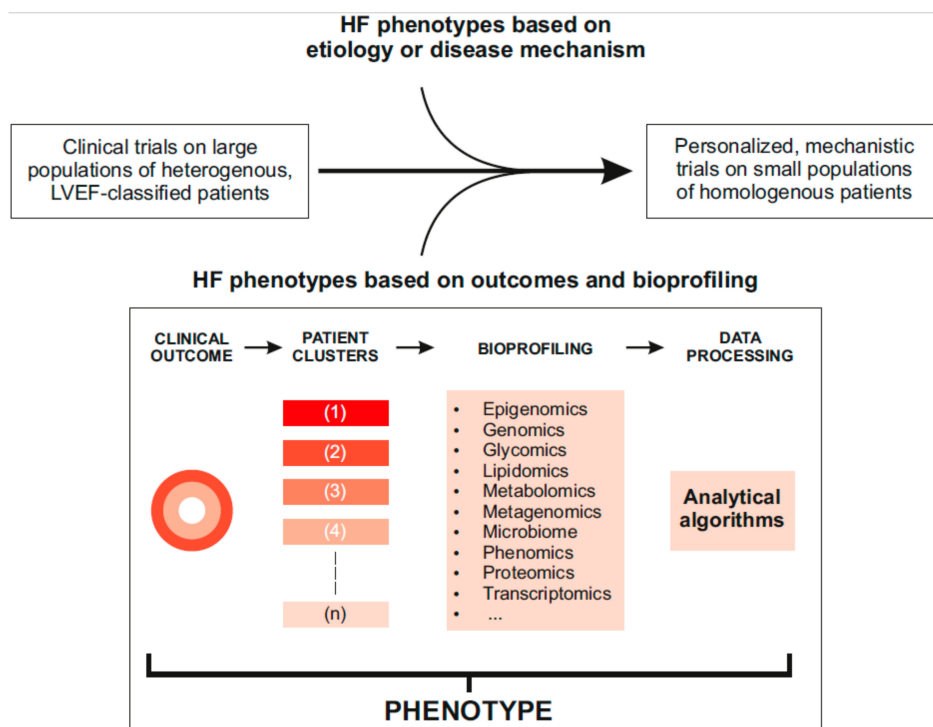 HF phenotypes based on
etiology or disease mechanism
Clinical trials on large
populations of heterogenous,
LVEF-classified patients
Personalized, mechanistic
trials on small populations
of homologenous patients
HF phenotypes based on outcomes and bioprofiling
CLINICAL
OUTCOME
PATIENT
CLUSTERS
BIOPROFILING
DATA
PROCESSING
(1)
(2)
(3)
(4)
(n)
• Epigenomics
• Genomics
• Glycomics
• Lipidomics
• Metabolomics
• Metagenomics
• Microbiome
• Phenomics
• Proteomics
• Transcriptomics
• ...
Analytical
algorithms
PHENOTYPE